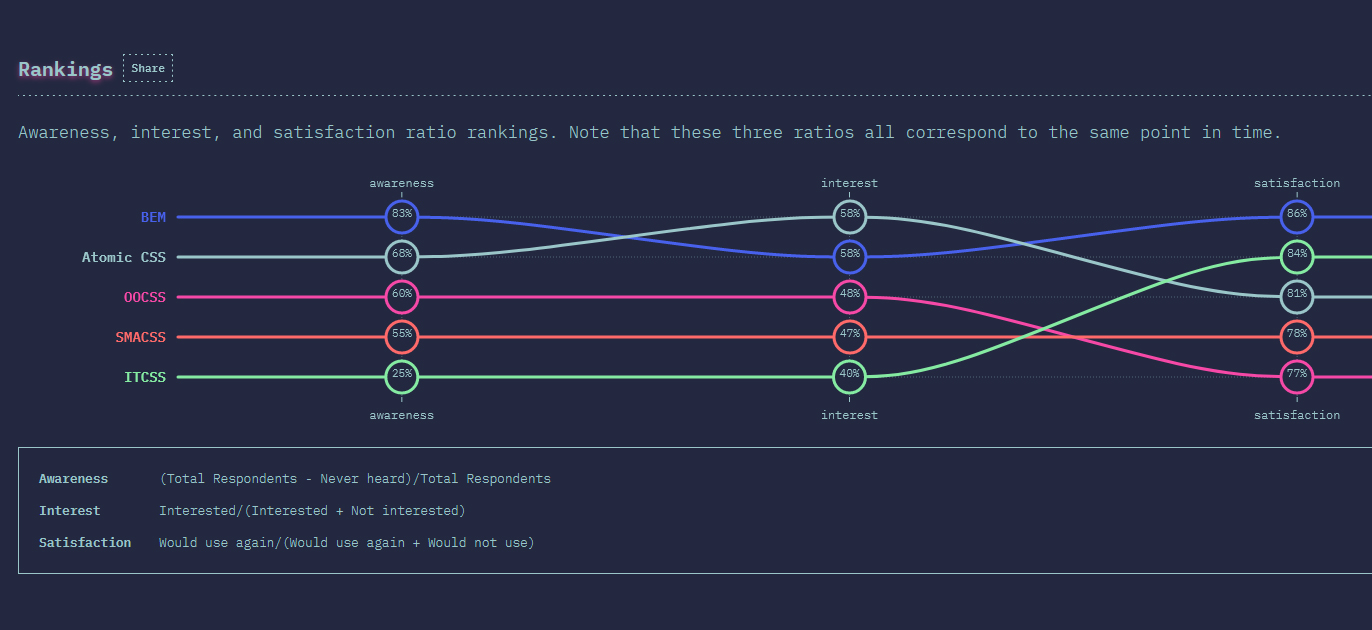 Rankings Share
Awareness, interest, and satisfaction ratio rankings. Note that these three ratios all correspond to the same point in time.
awareness interest satisfaction
BEM 83% 58% 86%
Atomic CSS 68% 58% 84%
OOCSS 60% 48% 81%
SMACSS 55% 47% 78%
ITCSS 25% 40% 77%
awareness interest satisfaction
Awareness (Total Respondents - Never heard)/Total Respondents
Interest Interested/(Interested + Not interested)
Satisfaction Would use again/(Would use again + Would not use)